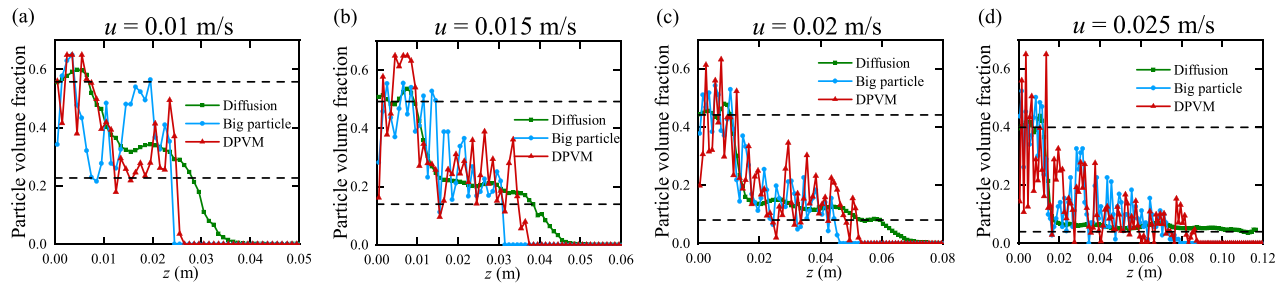 (a)
u = 0.01 m/s
Particle volume fraction
0.6
0.4
0.2
0.0
Diffusion
Big particle
DPVM
0.00 0.01 0.02 0.03 0.04 0.05
z (m)
(b)
u = 0.015 m/s
Particle volume fraction
0.6
0.4
0.2
0.0
Diffusion
Big particle
DPVM
0.00 0.01 0.02 0.03 0.04 0.05 0.06
z (m)
(c)
u = 0.02 m/s
Particle volume fraction
0.6
0.4
0.2
0.0
Diffusion
Big particle
DPVM
0.00 0.02 0.04 0.06 0.08
z (m)
(d)
u = 0.025 m/s
Particle volume fraction
0.6
0.4
0.2
0.0
Diffusion
Big particle
DPVM
0.00 0.02 0.04 0.06 0.08 0.10 0.12
z (m)